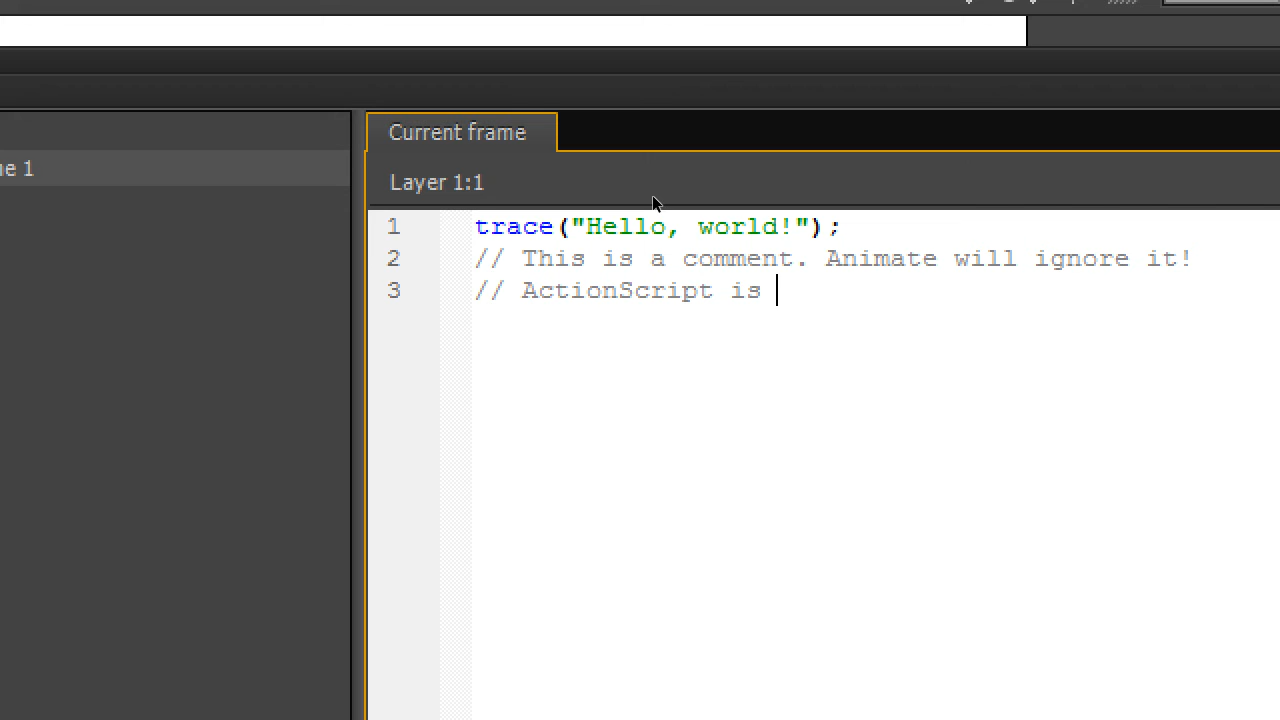 Current frame
e 1
Layer 1:1
1 trace("Hello, world!");
2 // This is a comment. Animate will ignore it!
3 // ActionScript is